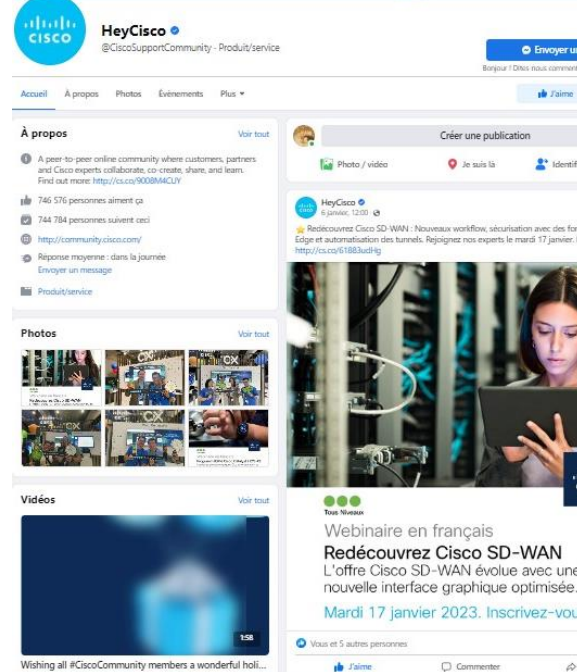 CISCO
HeyCisco
@CiscoSupportCommunity · Produit/service
Envoyer un
Bonjour ! Dites nous comment
Accueil À propos Photos Événements Plus
J'aime
À propos Voir tout
A peer-to-peer online community where customers, partners
and Cisco experts collaborate, co-create, share, and learn.
Find out more: http://cs.co/9008M4CUY
746 576 personnes aiment ça
744 784 personnes suivent ceci
http://community.cisco.com/
Réponse moyenne : dans la journée
Envoyer un message
Produit/service
Photos Voir tout
Vidéos Voir tout
1:58
Wishing all #CiscoCommunity members a wonderful holi...
Créer une publication
Photo / vidéo Je suis là Identif
HeyCisco
6 janvier, 12:00
Redécouvrez Cisco SD-WAN : Nouveaux workflow, sécurisation avec des fon
Edge et automatisation des tunnels. Rejoignez nos experts le mardi 17 janvier.
http://cs.co/61883udHg
Tous Niveaux
Webinaire en français
Redécouvrez Cisco SD-WAN
L'offre Cisco SD-WAN évolue avec une
nouvelle interface graphique optimisée.
Mardi 17 janvier 2023. Inscrivez-vou
Vous et 5 autres personnes
J'aime Commenter